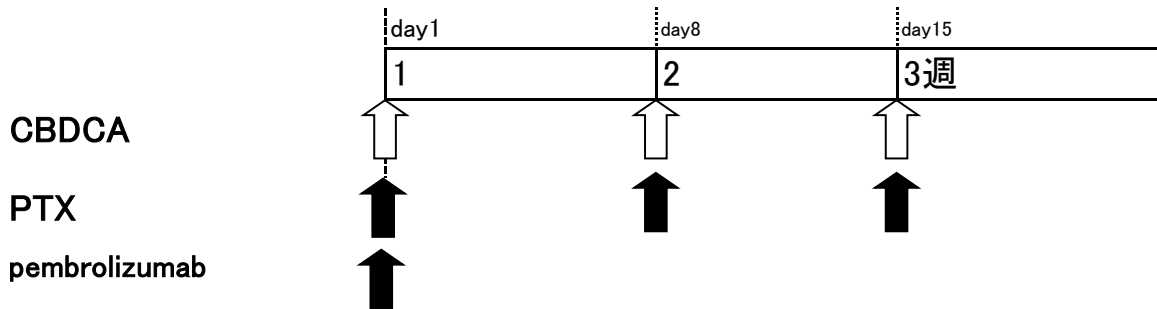 day1 day8 day15
1 2 3週
CBDCA
PTX
pembrolizumab